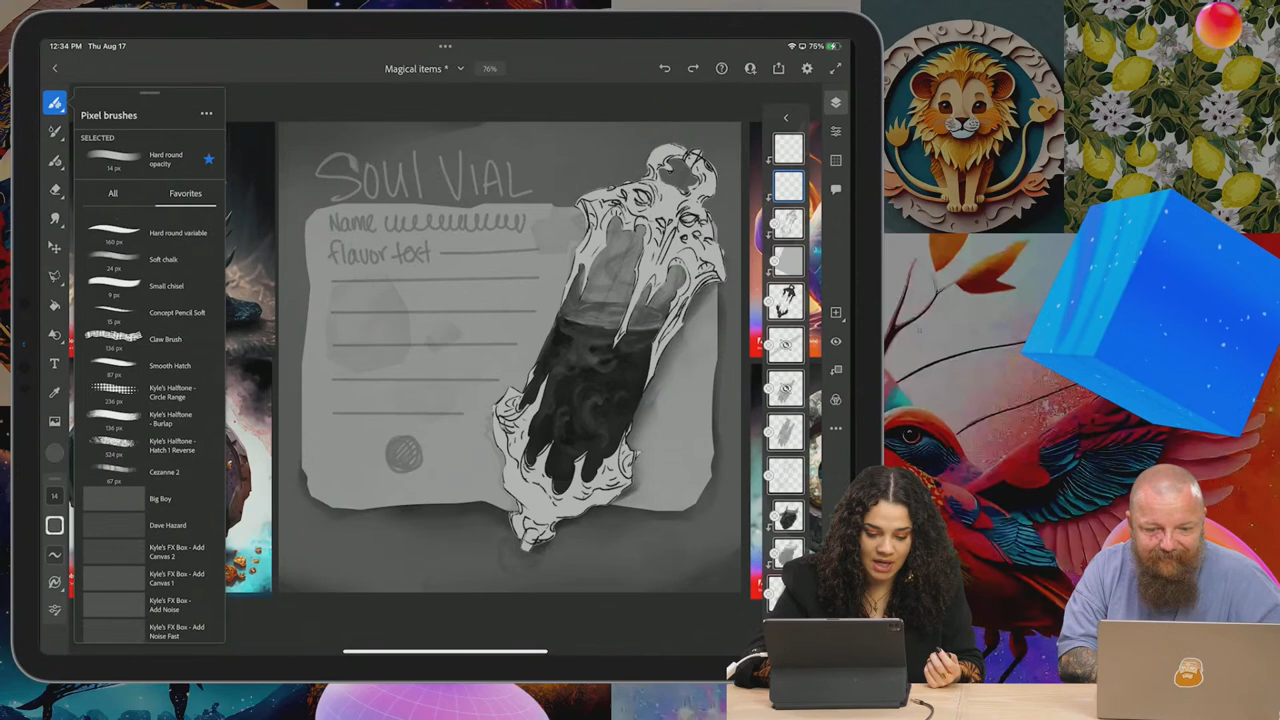 12:34 PM Thu Aug 17
75%
Magical items *
76%
Pixel brushes
SELECTED
Hard round
opacity
14 px
All
Favorites
Hard round variable
160 px
Soft chalk
24 px
Small chisel
9 px
Concept Pencil Soft
15 px
Claw Brush
136 px
Smooth Hatch
87 px
Kyle's Halftone -
Circle Range
236 px
Kyle's Halftone
- Burlap
136 px
Kyle's Halftone -
Hatch 1 Reverse
524 px
Cezanne 2
67 px
Big Boy
Dave Hazard
Kyle's FX Box - Add
Canvas 2
Kyle's FX Box - Add
Canvas 1
Kyle's FX Box -
Add Noise
Kyle's FX Box - Add
Noise Fast
T
14
SOUL VIAL
Name
flavor text